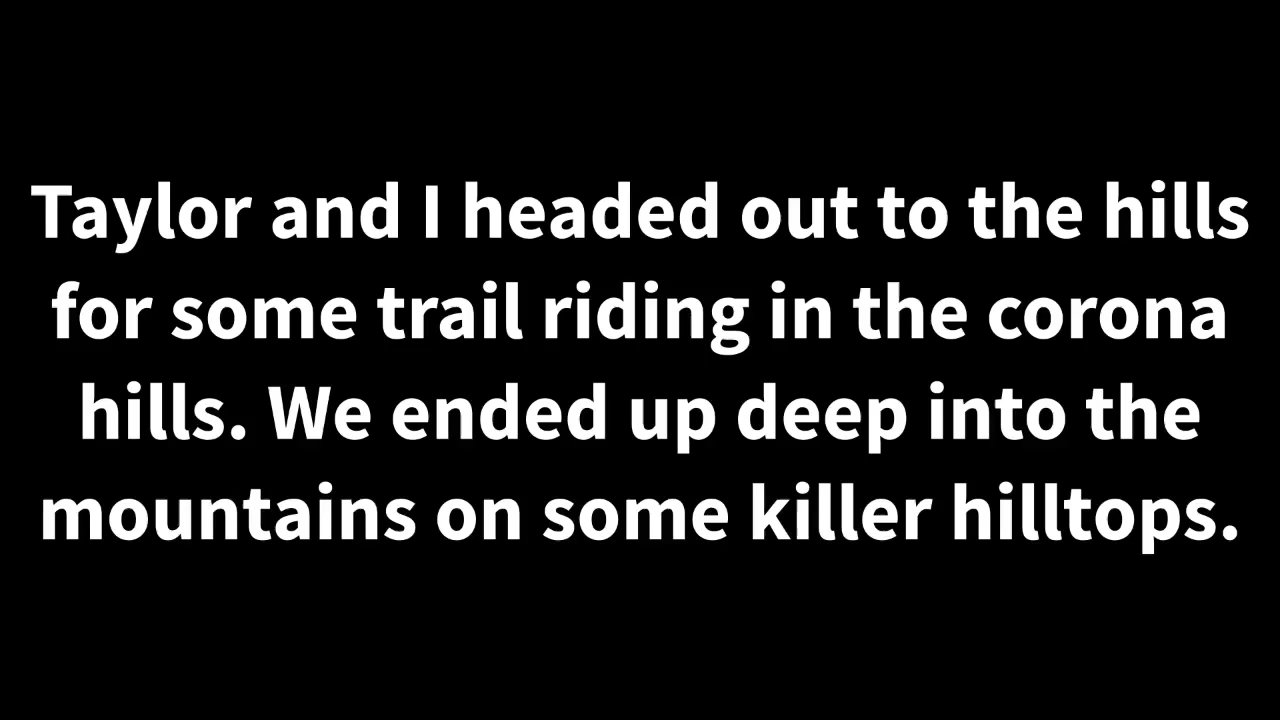 Taylor and I headed out to the hills
for some trail riding in the corona
hills. We ended up deep into the
mountains on some killer hilltops.